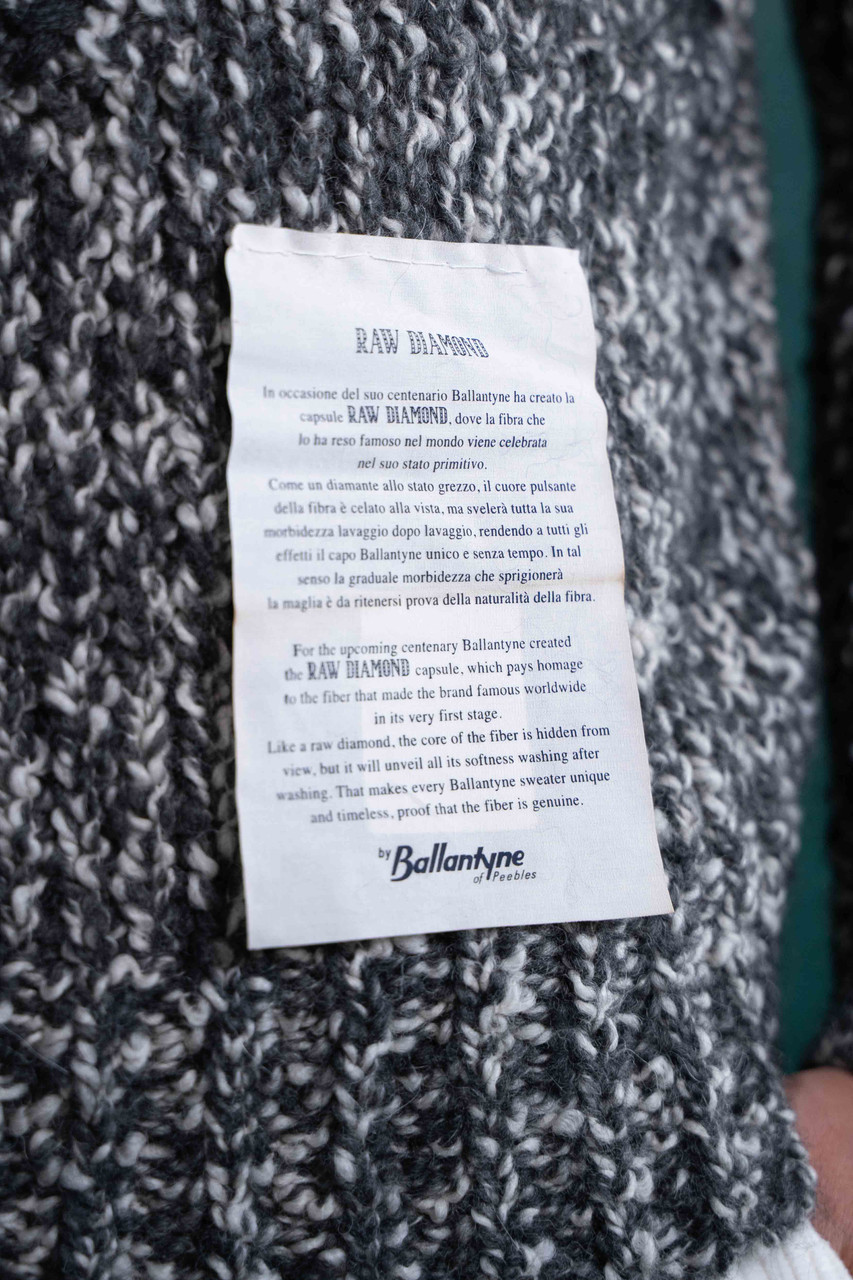 RAW DIAMOND
In occasione del suo centenario Ballantyne ha creato la
capsule RAW DIAMOND, dove la fibra che
lo ha reso famoso nel mondo viene celebrata
nel suo stato primitivo.
Come un diamante allo stato grezzo, il cuore pulsante
della fibra è celato alla vista, ma svelerà tutta la sua
morbidezza lavaggio dopo lavaggio, rendendo a tutti gli
effetti il capo Ballantyne unico e senza tempo. In tal
senso la graduale morbidezza che sprigionerà
la maglia è da ritenersi prova della naturalità della fibra.
For the upcoming centenary Ballantyne created
the RAW DIAMOND capsule, which pays homage
to the fiber that made the brand famous worldwide
in its very first stage.
Like a raw diamond, the core of the fiber is hidden from
view, but it will unveil all its softness washing after
washing. That makes every Ballantyne sweater unique
and timeless, proof that the fiber is genuine.
by Ballantyne
of Peebles